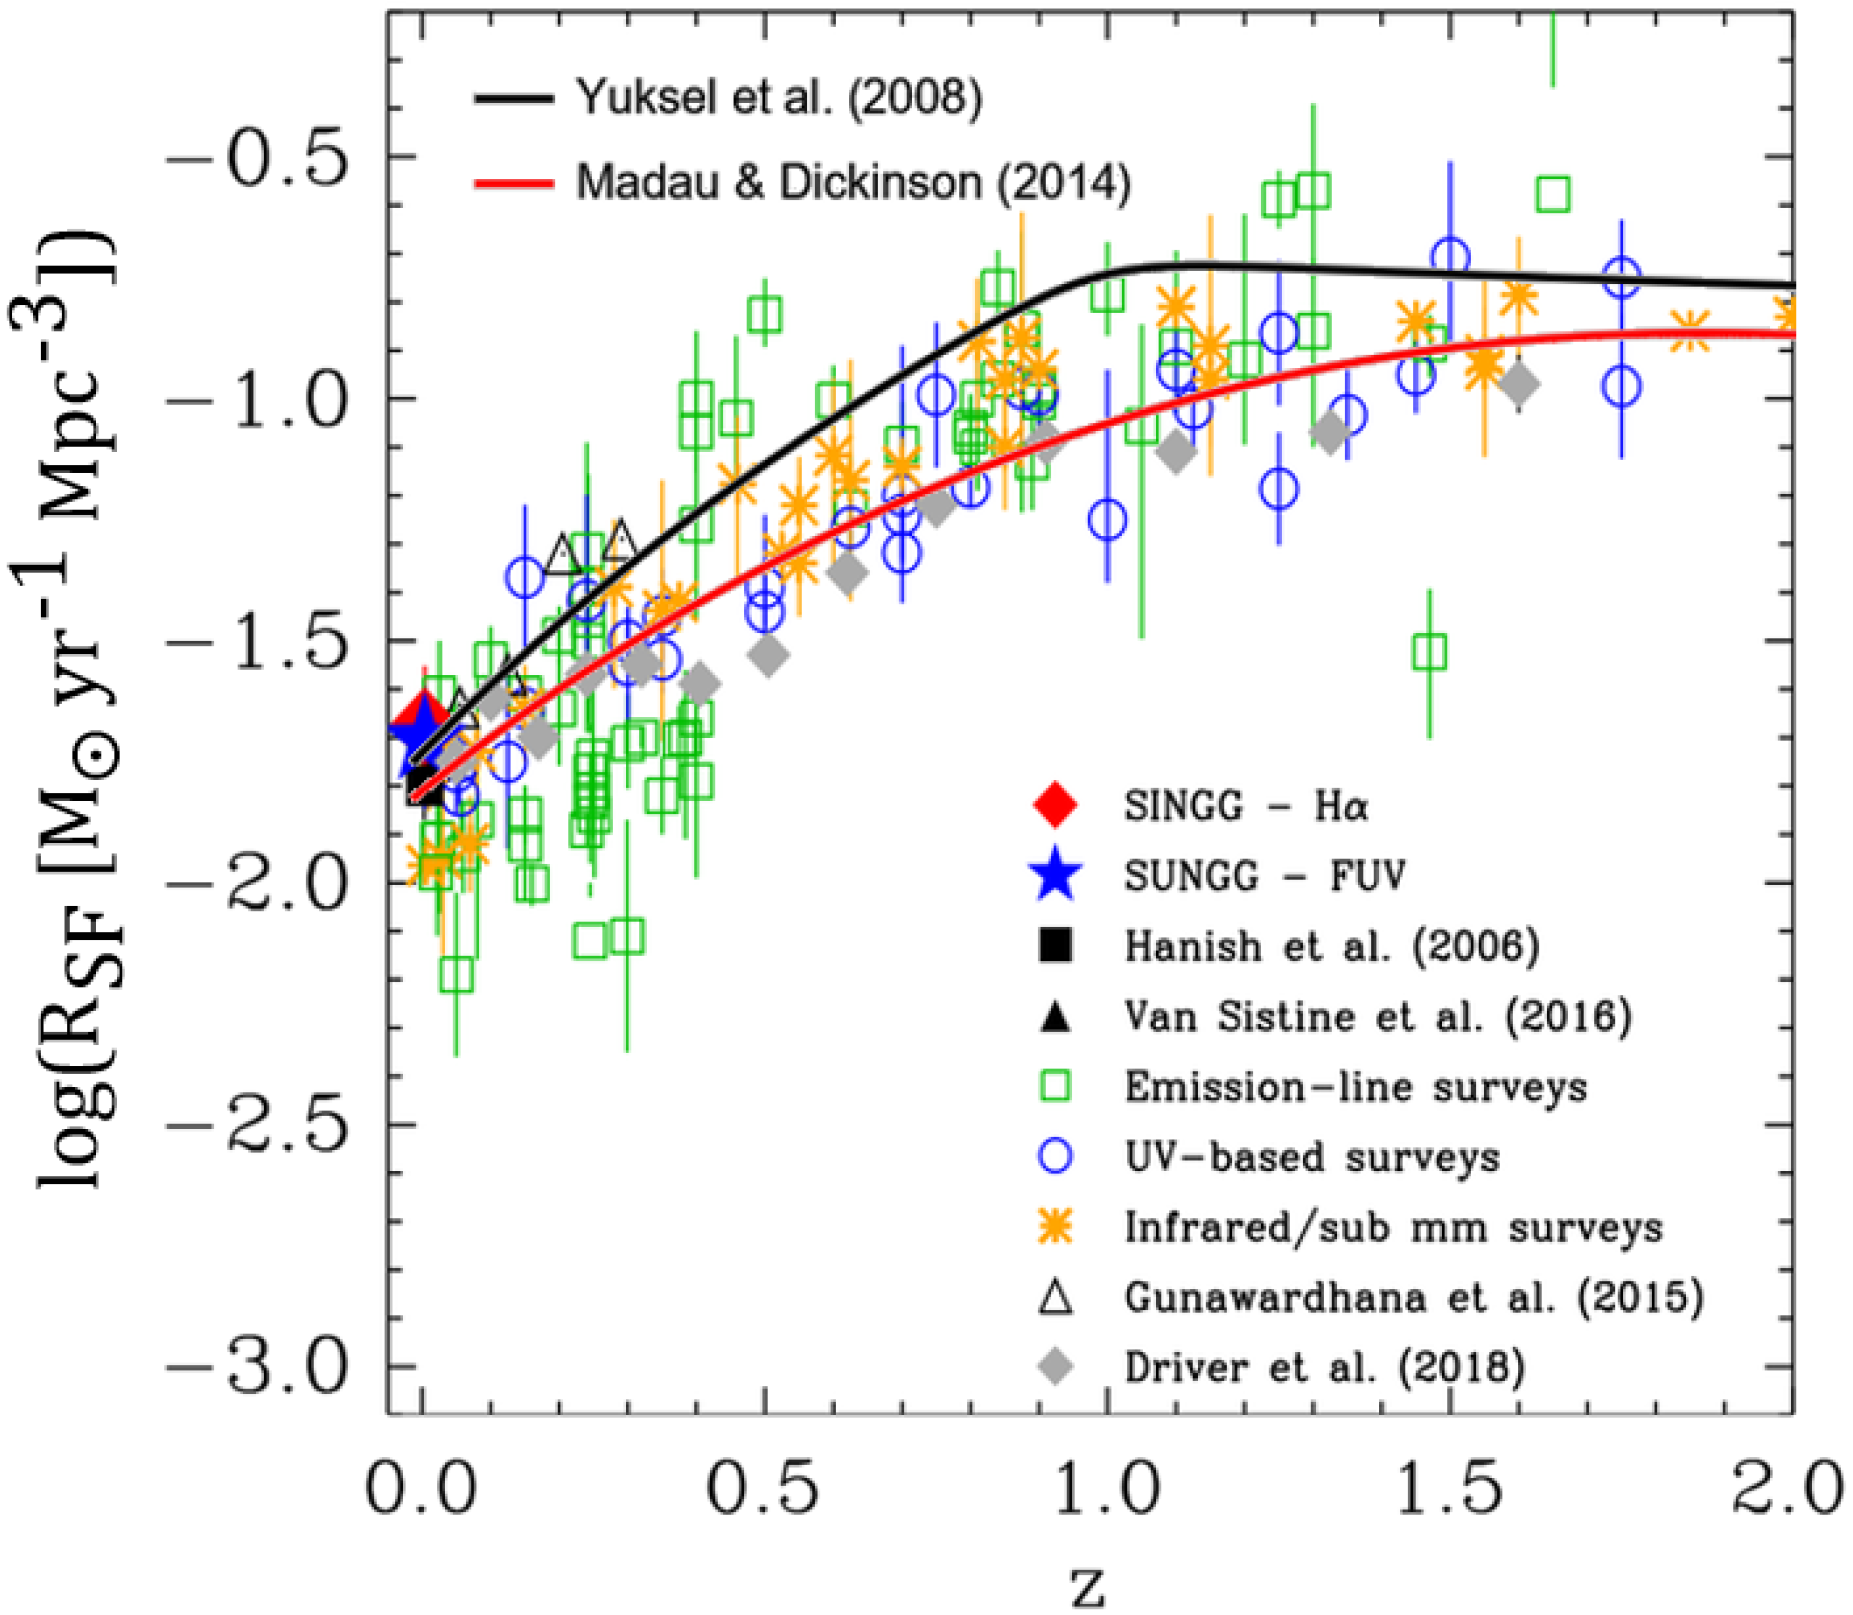 Yuksel et al. (2008)
Madau & Dickinson (2014)
log(RSF [M⊙ yr-1 Mpc-3])
−0.5
−1.0
−1.5
−2.0
−2.5
−3.0
SINGG − Hα
SUNGG − FUV
Hanish et al. (2006)
Van Sistine et al. (2016)
Emission−line surveys
UV−based surveys
Infrared/sub mm surveys
Gunawardhana et al. (2015)
Driver et al. (2018)
0.0 0.5 1.0 1.5 2.0
z